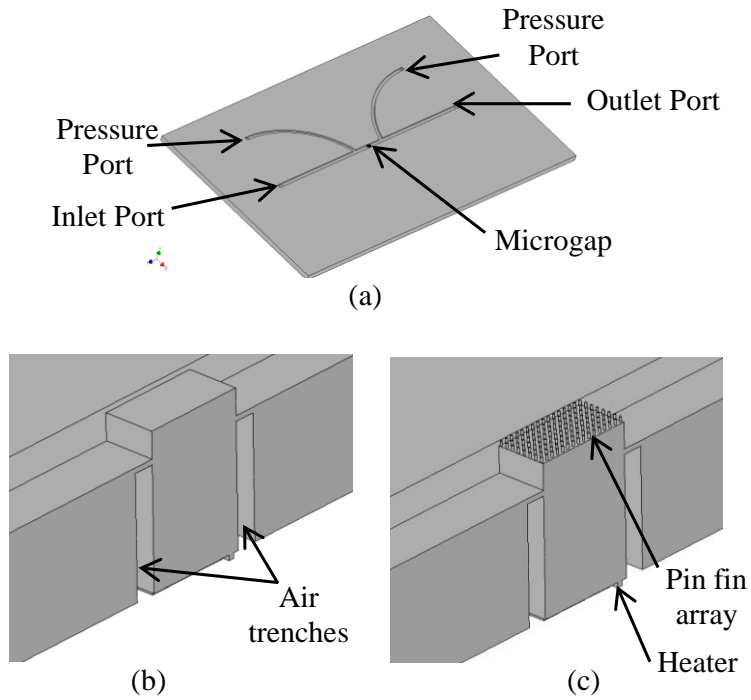 Pressure
Port
Outlet Port
Pressure
Port
Inlet Port
Microgap
(a)
Air
trenches
Pin fin
array
Heater
(b)
(c)